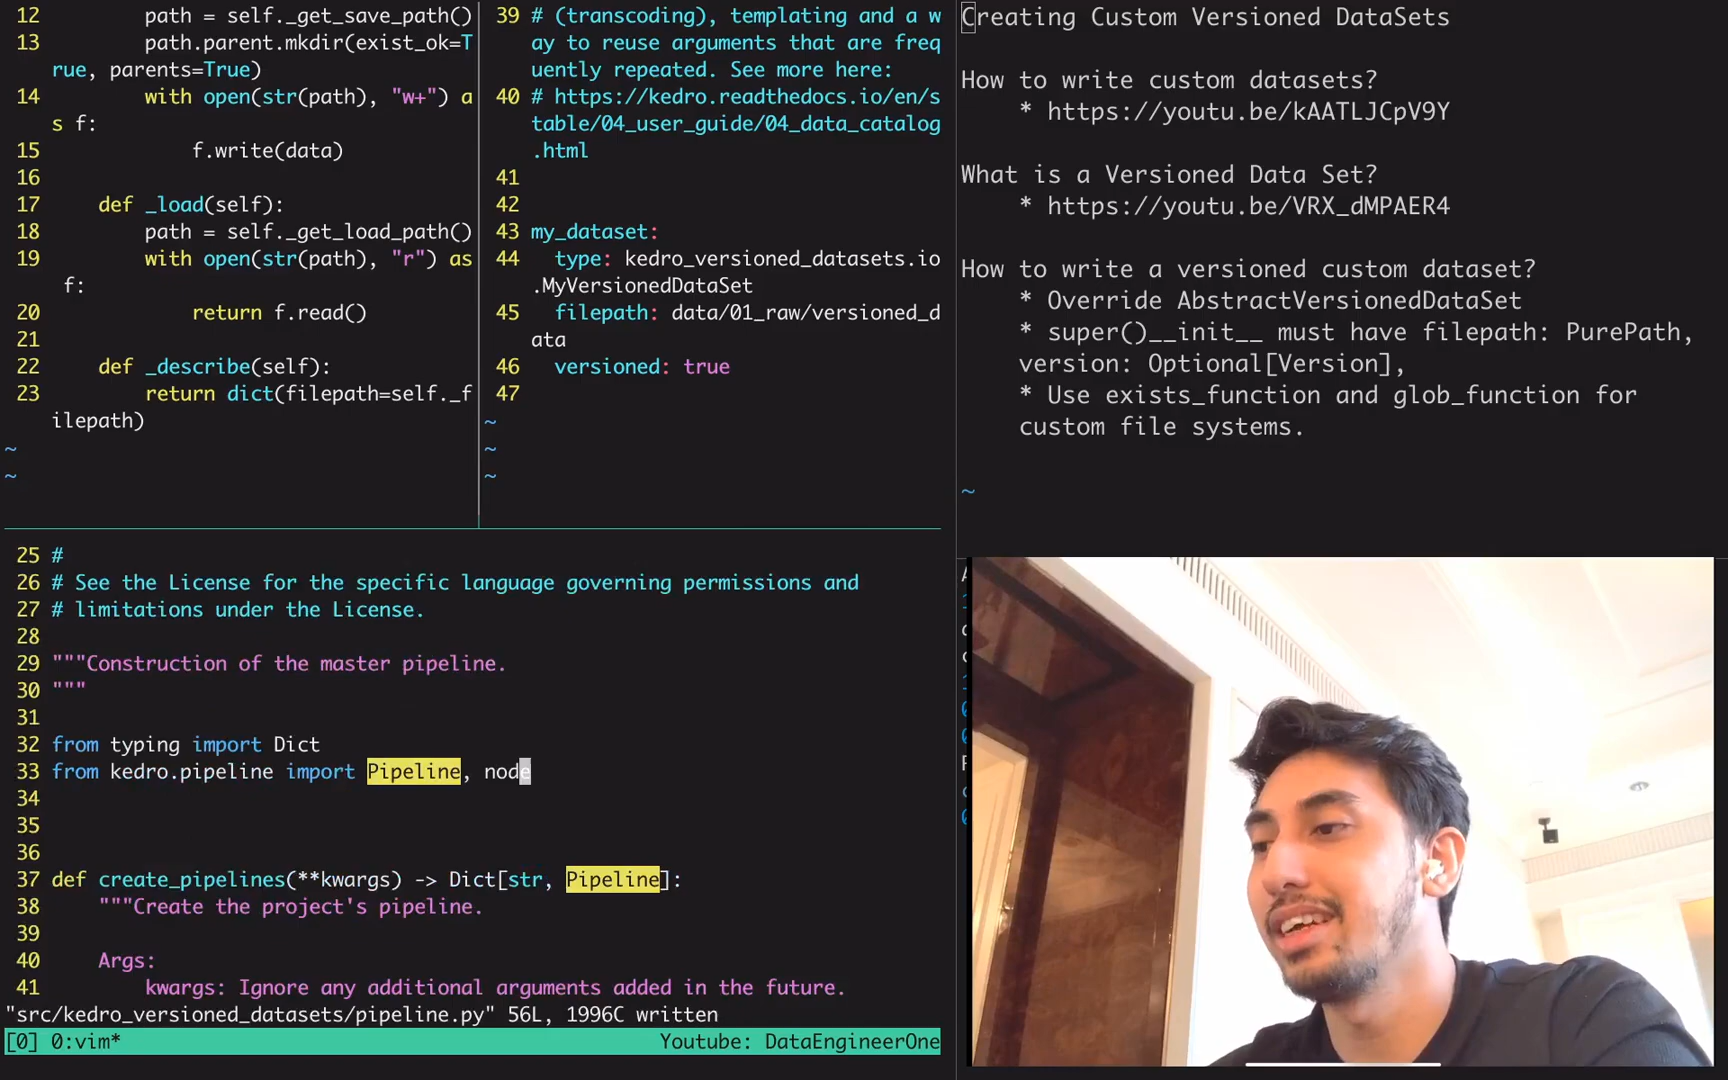 12         path = self._get_save_path()
13         path.parent.mkdir(exist_ok=T
rue, parents=True)
14         with open(str(path), "w+") a
s f:
15             f.write(data)
16
17     def _load(self):
18         path = self._get_load_path()
19         with open(str(path), "r") as
 f:
20             return f.read()
21
22     def _describe(self):
23         return dict(filepath=self._f
ilepath)
~
~
39 # (transcoding), templating and a w
ay to reuse arguments that are freq
uently repeated. See more here:
40 # https://kedro.readthedocs.io/en/s
table/04_user_guide/04_data_catalog
.html
41
42
43 my_dataset:
44   type: kedro_versioned_datasets.io
.MyVersionedDataSet
45   filepath: data/01_raw/versioned_d
ata
46   versioned: true
47
~
~
~
Creating Custom Versioned DataSets
How to write custom datasets?
* https://youtu.be/kAATLJCpV9Y
What is a Versioned Data Set?
* https://youtu.be/VRX_dMPAER4
How to write a versioned custom dataset?
* Override AbstractVersionedDataSet
* super()__init__ must have filepath: PurePath,
version: Optional[Version],
* Use exists_function and glob_function for
custom file systems.
~
25 #
26 # See the License for the specific language governing permissions and
27 # limitations under the License.
28
29 """Construction of the master pipeline.
30 """
31
32 from typing import Dict
33 from kedro.pipeline import Pipeline, node
34
35
36
37 def create_pipelines(**kwargs) -> Dict[str, Pipeline]:
38     """Create the project's pipeline.
39
40     Args:
41         kwargs: Ignore any additional arguments added in the future.
"src/kedro_versioned_datasets/pipeline.py" 56L, 1996C written
[0] 0:vim* Youtube: DataEngineerOne